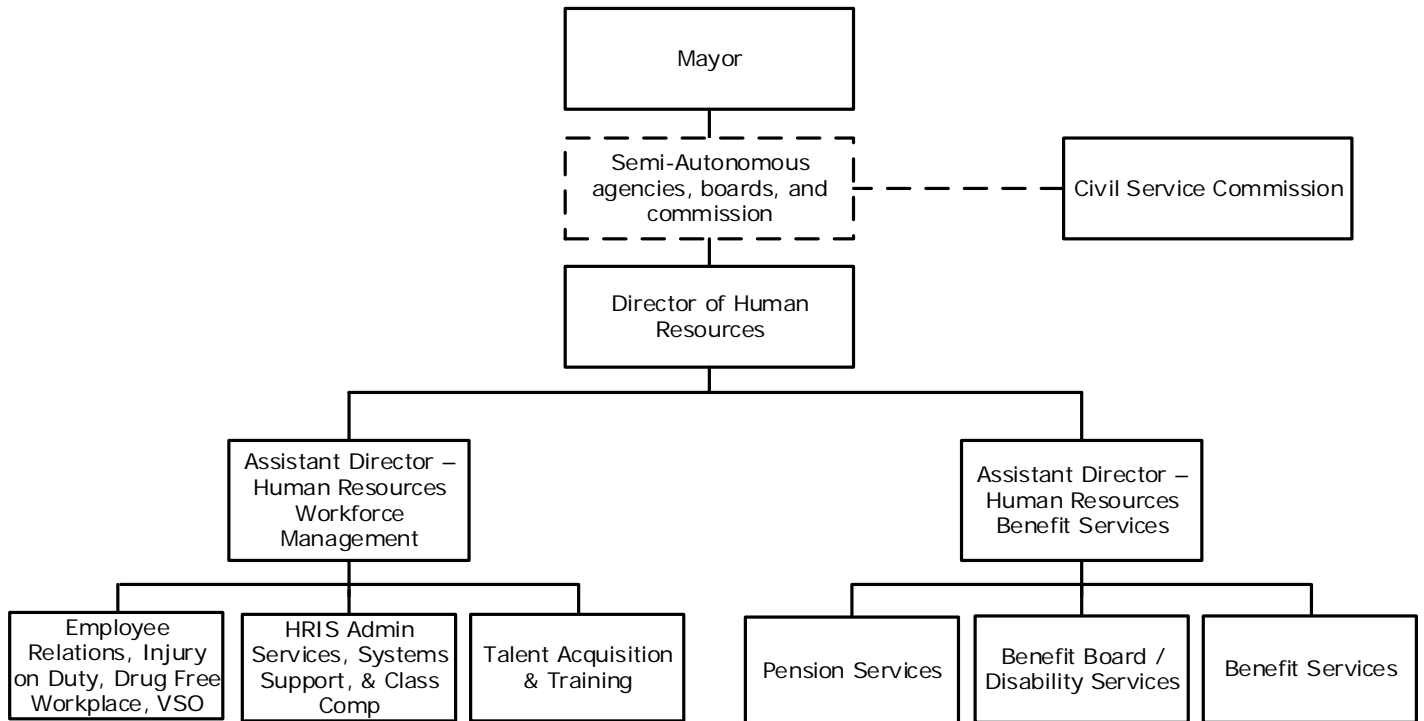 Mayor
Semi-Autonomous
agencies, boards, and
commission
Civil Service Commission
Director of Human
Resources
Assistant Director –
Human Resources
Workforce
Management
Assistant Director –
Human Resources
Benefit Services
Employee
Relations, Injury
on Duty, Drug Free
Workplace, VSO
HRIS Admin
Services, Systems
Support, & Class
Comp
Talent Acquisition
& Training
Pension Services
Benefit Board /
Disability Services
Benefit Services